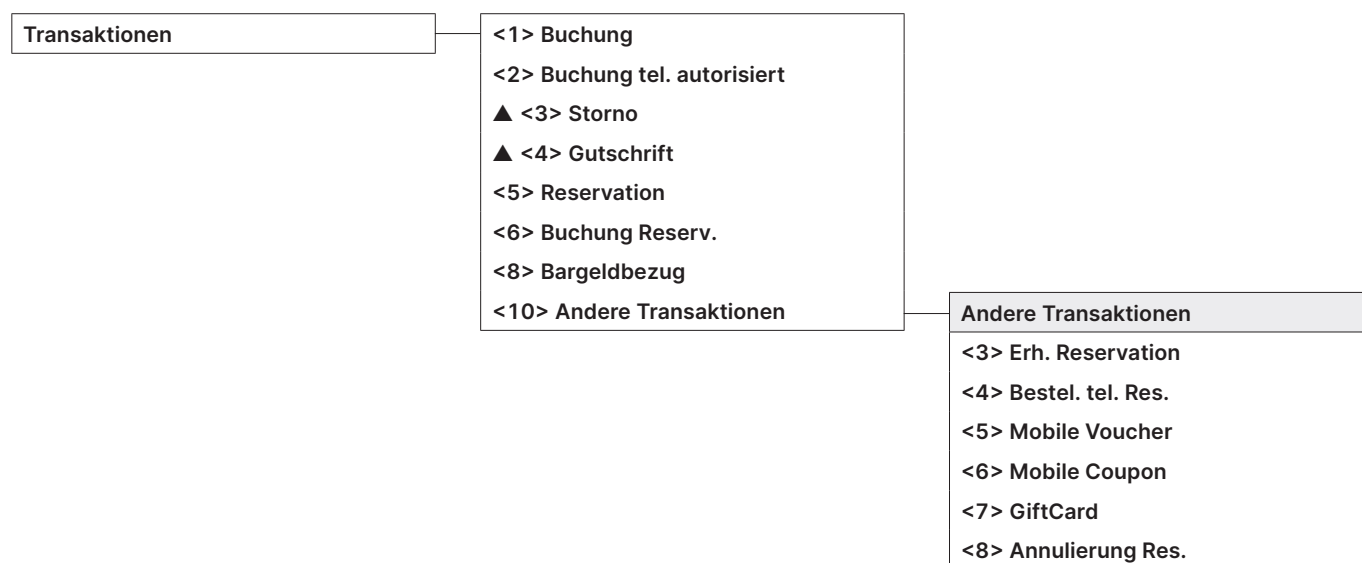 Transaktionen
<1> Buchung
<2> Buchung tel. autorisiert
▲ <3> Storno
▲ <4> Gutschrift
<5> Reservation
<6> Buchung Reserv.
<8> Bargeldbezug
<10> Andere Transaktionen
Andere Transaktionen
<3> Erh. Reservation
<4> Bestel. tel. Res.
<5> Mobile Voucher
<6> Mobile Coupon
<7> GiftCard
<8> Annulierung Res.